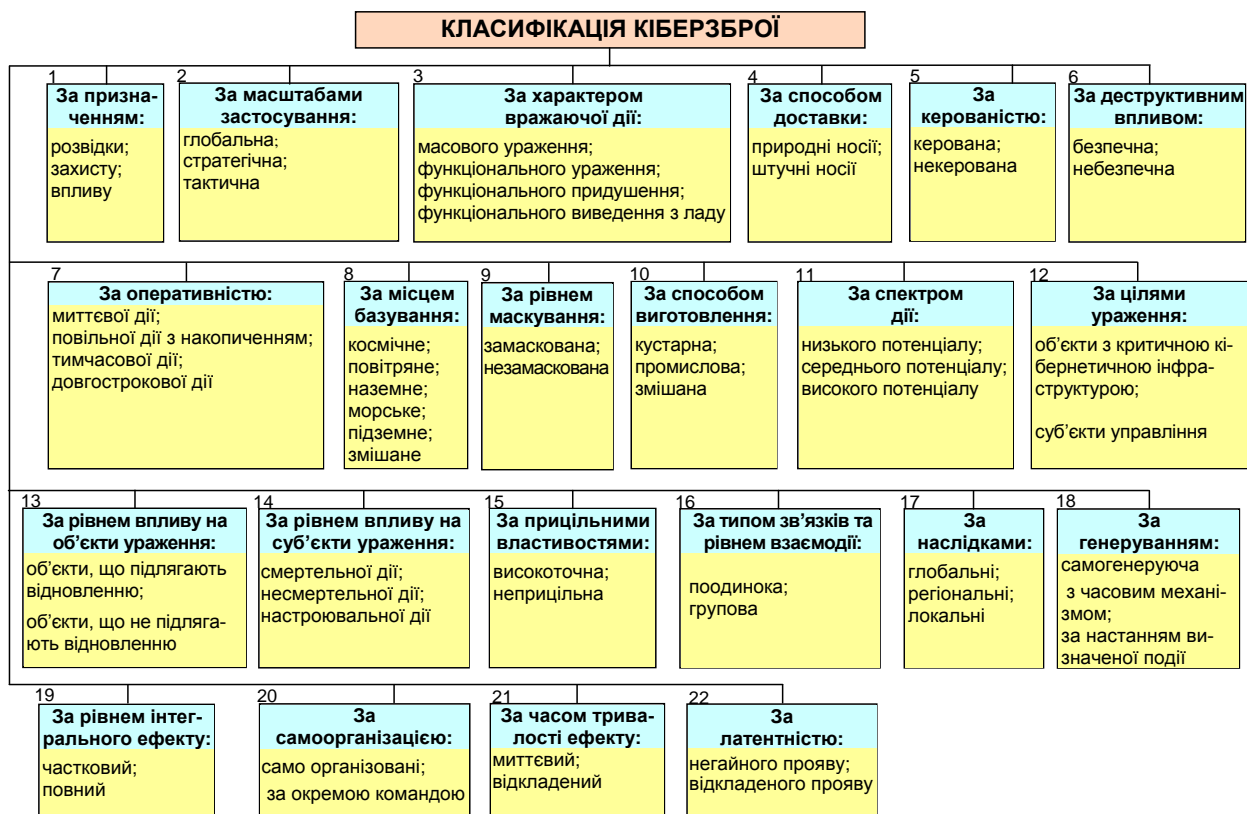 КЛАСИФІКАЦІЯ КІБЕРЗБРОЇ
1
За призна-
ченням:
розвідки;
захисту;
впливу
2
За масштабами
застосування:
глобальна;
стратегічна;
тактична
3
За характером
вражаючої дії:
масового ураження;
функціонального ураження;
функціонального придушення;
функціонального виведення з ладу
4
За способом
доставки:
природні носії;
штучні носії
5
За
керованістю:
керована;
некерована
6
За деструктивним
впливом:
безпечна;
небезпечна
7
За оперативністю:
миттєвої дії;
повільної дії з накопиченням;
тимчасової дії;
довгострокової дії
8
За місцем
базування:
космічне;
повітряне;
наземне;
морське;
підземне;
змішане
9
За рівнем
маскування:
замаскована;
незамаскована
10
За способом
виготовлення:
кустарна;
промислова;
змішана
11
За спектром
дії:
низького потенціалу;
середнього потенціалу;
високого потенціалу
12
За цілями
ураження:
об’єкти з критичною кі-
бернетичною інфра-
структурою;
суб’єкти управління
13
За рівнем впливу на
об’єкти ураження:
об’єкти, що підлягають
відновленню;
об’єкти, що не підляга-
ють відновленню
14
За рівнем впливу на
суб’єкти ураження:
смертельної дії;
несмертельної дії;
настроювальної дії
15
За прицільними
властивостями:
високоточна;
неприцільна
16
За типом зв’язків та
рівнем взаємодії:
поодинока;
групова
17
За
наслідками:
глобальні;
регіональні;
локальні
18
За
генеруванням:
самогенеруюча
з часовим механі-
змом;
за настанням ви-
значеної події
19
За рівнем інтег-
рального ефекту:
частковий;
повний
20
За
самоорганізацією:
само організовані;
за окремою командою
21
За часом трива-
лості ефекту:
миттєвий;
відкладений
22
За
латентністю:
негайного прояву;
відкладеного прояву